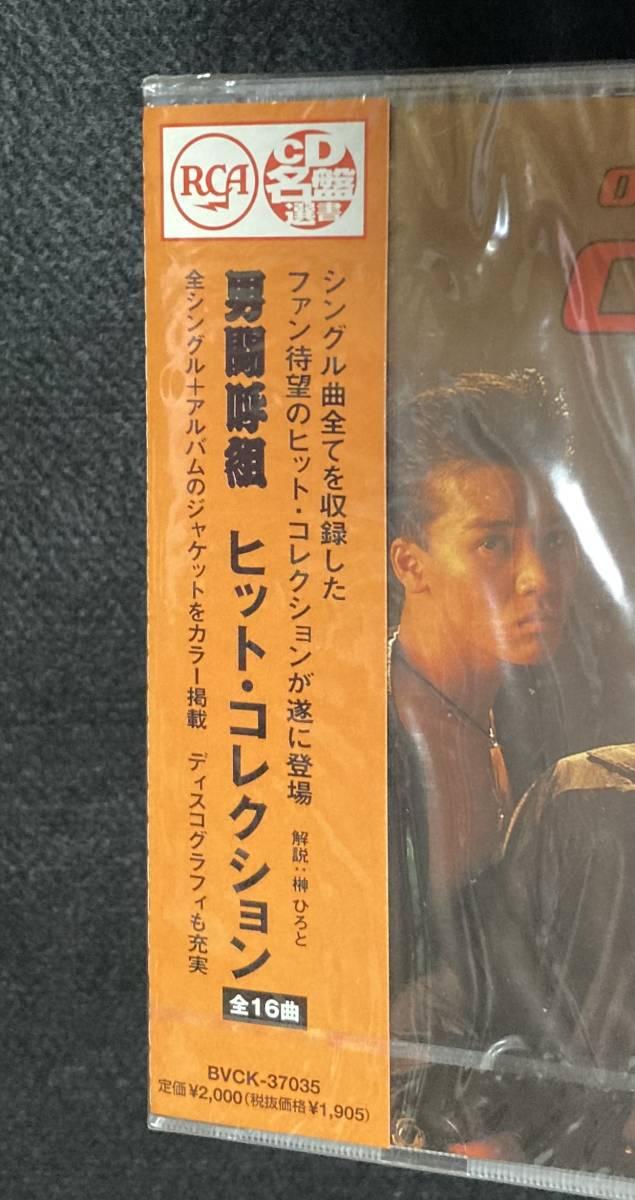 RCA
CD
名盤
選書
シングル曲全てを収録した
ファン待望のヒット・コレクションが遂に登場
解説:榊 ひろと
男闘呼組 ヒット・コレクション
全16曲
全シングル+アルバムのジャケットをカラー掲載 ディスコグラフィも充実
BVCK-37035
定価¥2,000(税抜価格¥1,905)